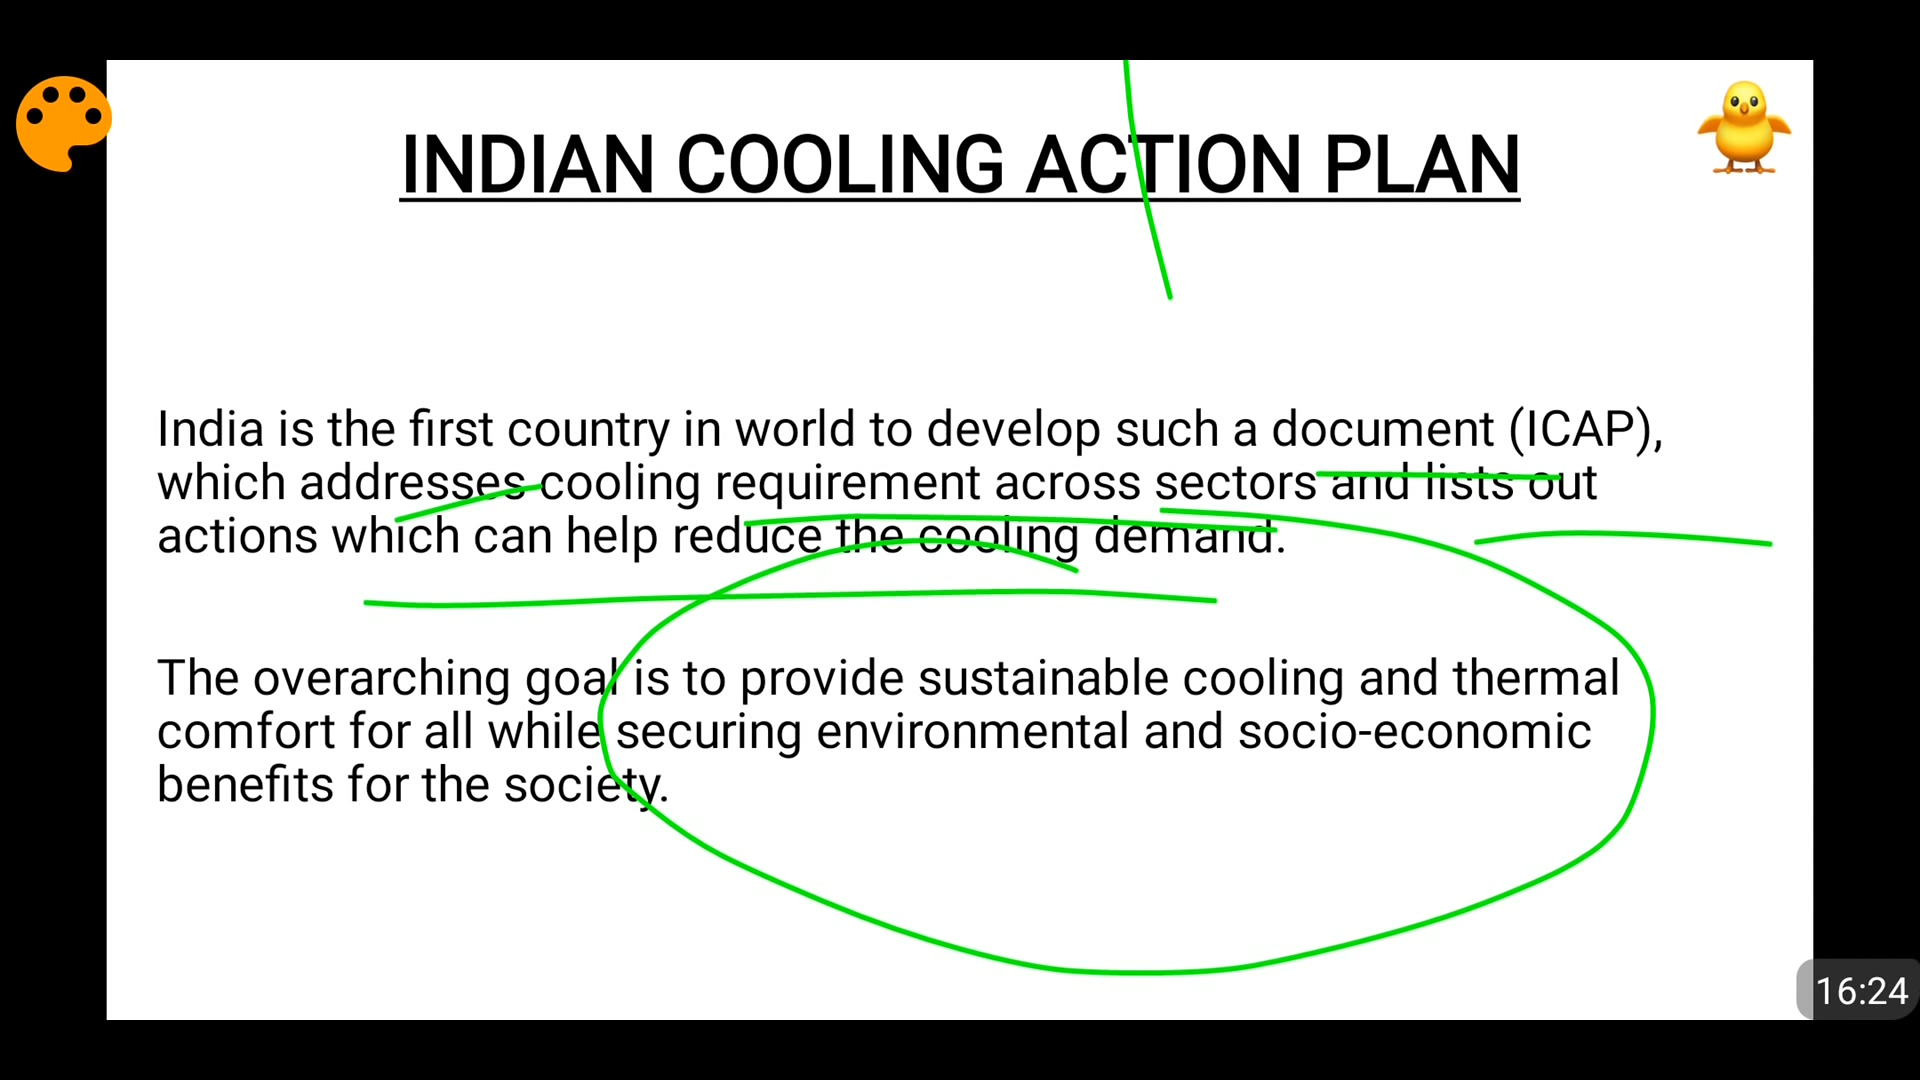 INDIAN COOLING ACTION PLAN
India is the first country in world to develop such a document (ICAP),
which addresses cooling requirement across sectors and lists out
actions which can help reduce the cooling demand.
The overarching goal is to provide sustainable cooling and thermal
comfort for all while securing environmental and socio-economic
benefits for the society.
16:24